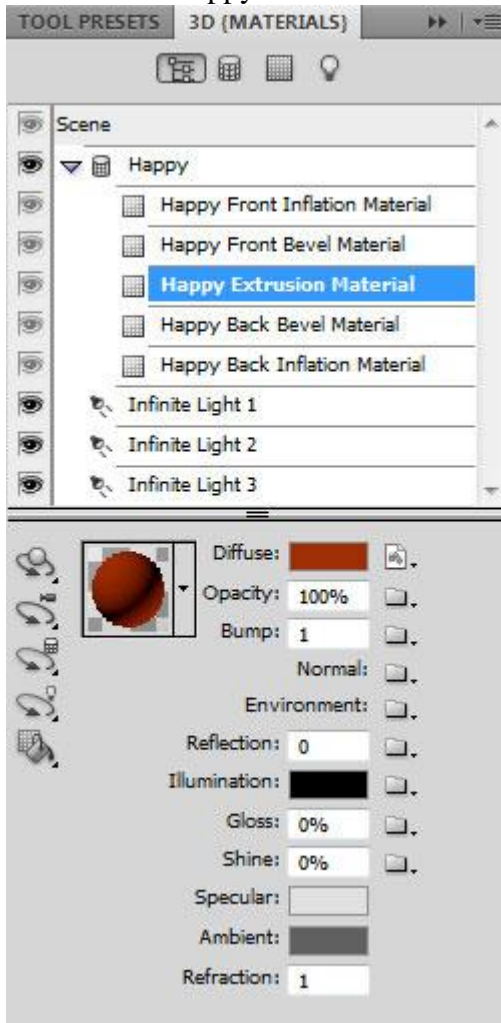 TOOL PRESETS 3D {MATERIALS}
Scene
Happy
Happy Front Inflation Material
Happy Front Bevel Material
Happy Extrusion Material
Happy Back Bevel Material
Happy Back Inflation Material
Infinite Light 1
Infinite Light 2
Infinite Light 3
Diffuse:
Opacity: 100%
Bump: 1
Normal:
Environment:
Reflection: 0
Illumination:
Gloss: 0%
Shine: 0%
Specular:
Ambient:
Refraction: 1